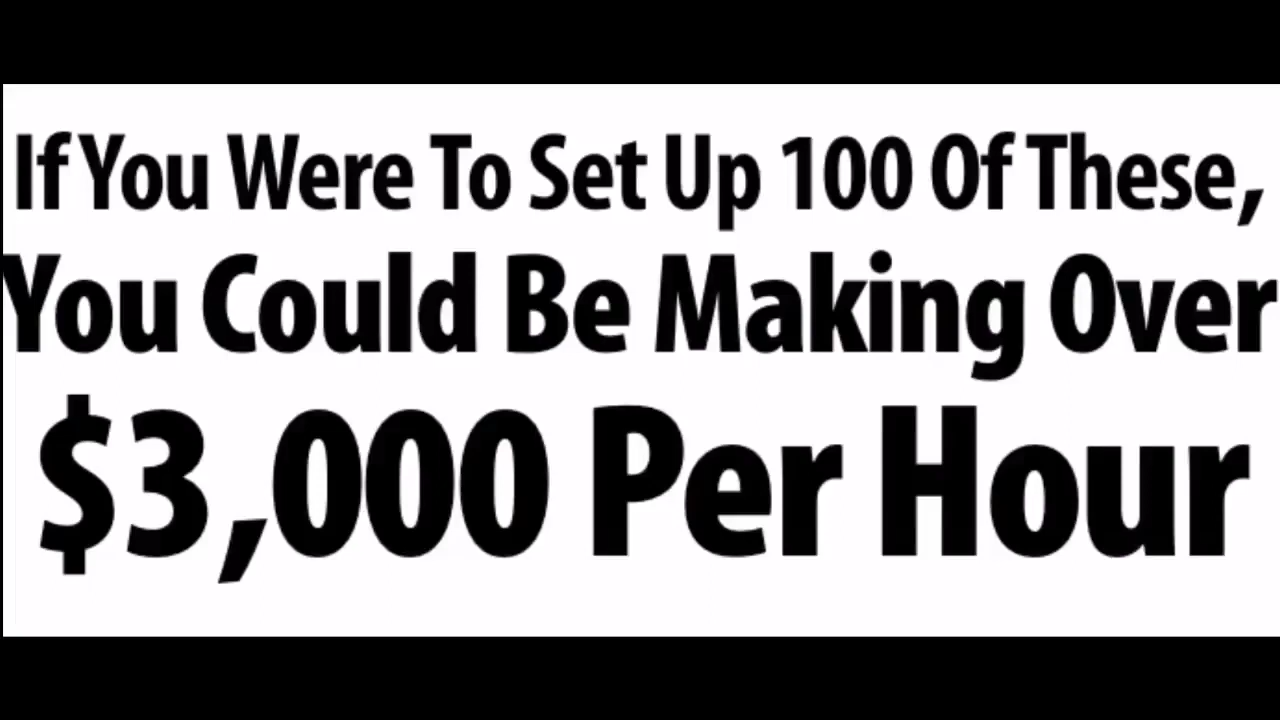 If You Were To Set Up 100 Of These,
You Could Be Making Over
$3,000 Per Hour